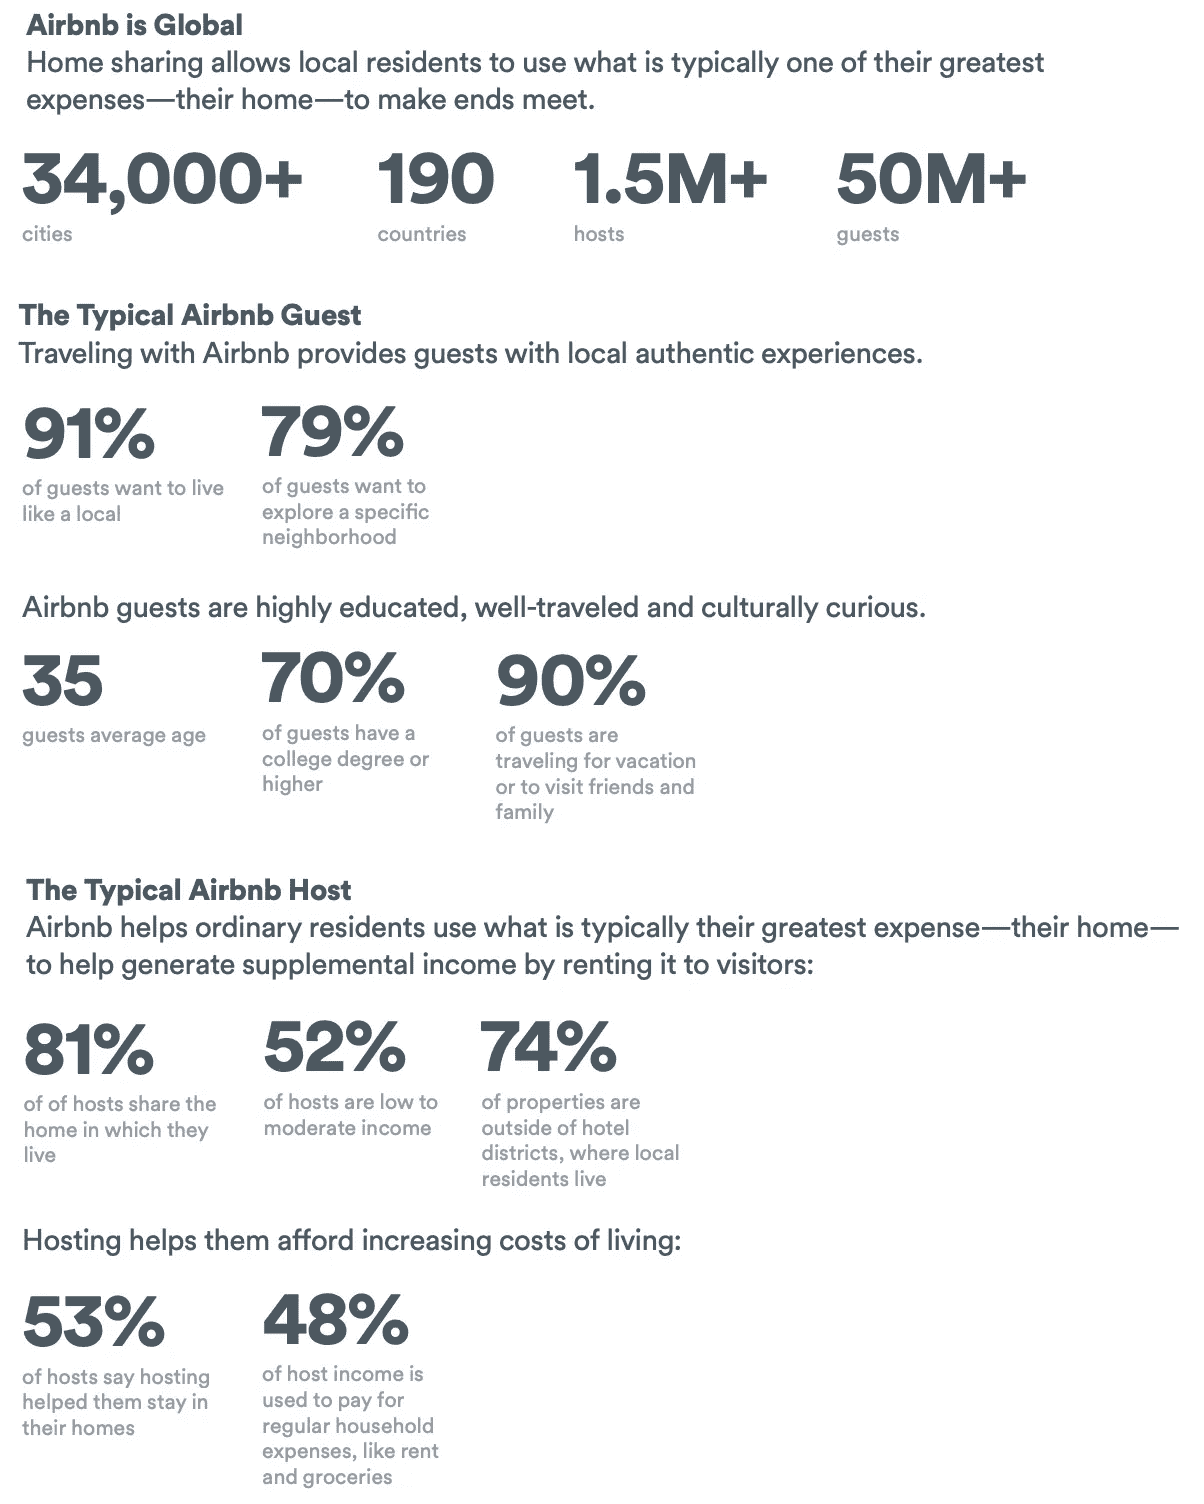 Airbnb is Global
Home sharing allows local residents to use what is typically one of their greatest
expenses—their home—to make ends meet.
34,000+ 190 1.5M+ 50M+
cities countries hosts guests
The Typical Airbnb Guest
Traveling with Airbnb provides guests with local authentic experiences.
91%
of guests want to live
like a local
79%
of guests want to
explore a specific
neighborhood
Airbnb guests are highly educated, well-traveled and culturally curious.
35
guests average age
70%
of guests have a
college degree or
higher
90%
of guests are
traveling for vacation
or to visit friends and
family
The Typical Airbnb Host
Airbnb helps ordinary residents use what is typically their greatest expense—their home—
to help generate supplemental income by renting it to visitors:
81%
of of hosts share the
home in which they
live
52%
of hosts are low to
moderate income
74%
of properties are
outside of hotel
districts, where local
residents live
Hosting helps them afford increasing costs of living:
53%
of hosts say hosting
helped them stay in
their homes
48%
of host income is
used to pay for
regular household
expenses, like rent
and groceries